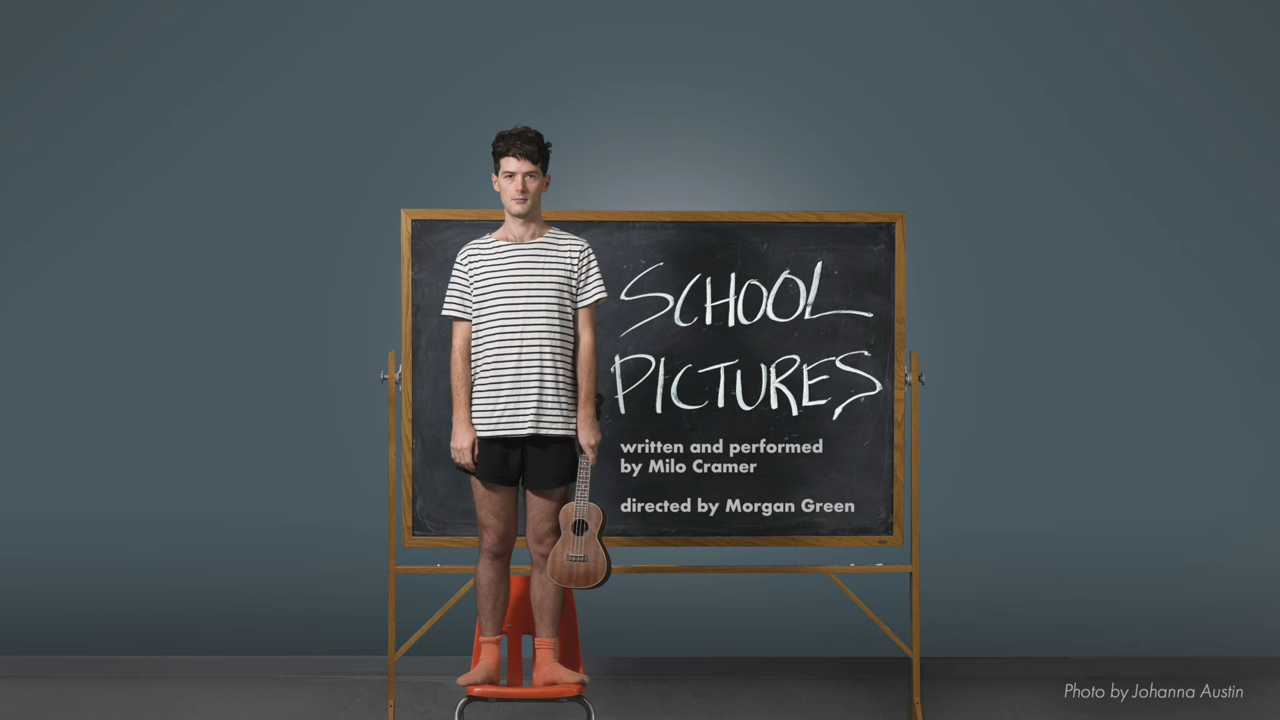 SCHOOL
PICTURES
written and performed
by Milo Cramer
directed by Morgan Green
Photo by Johanna Austin